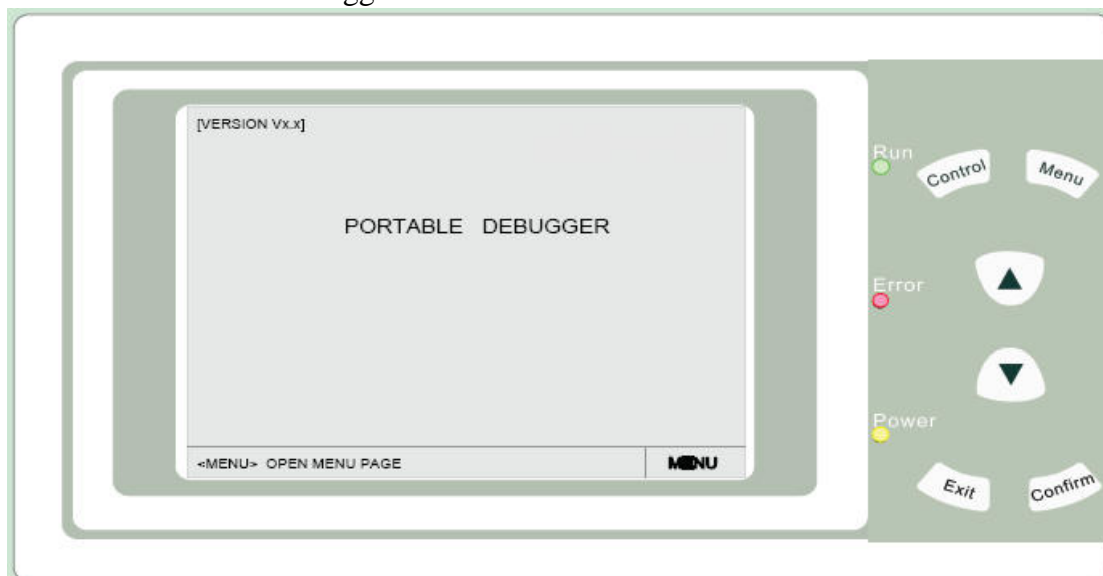 [VERSION Vx.x]
PORTABLE DEBUGGER
<MENU> OPEN MENU PAGE
MENU
Run
Control
Menu
Error
Power
Exit
Confirm